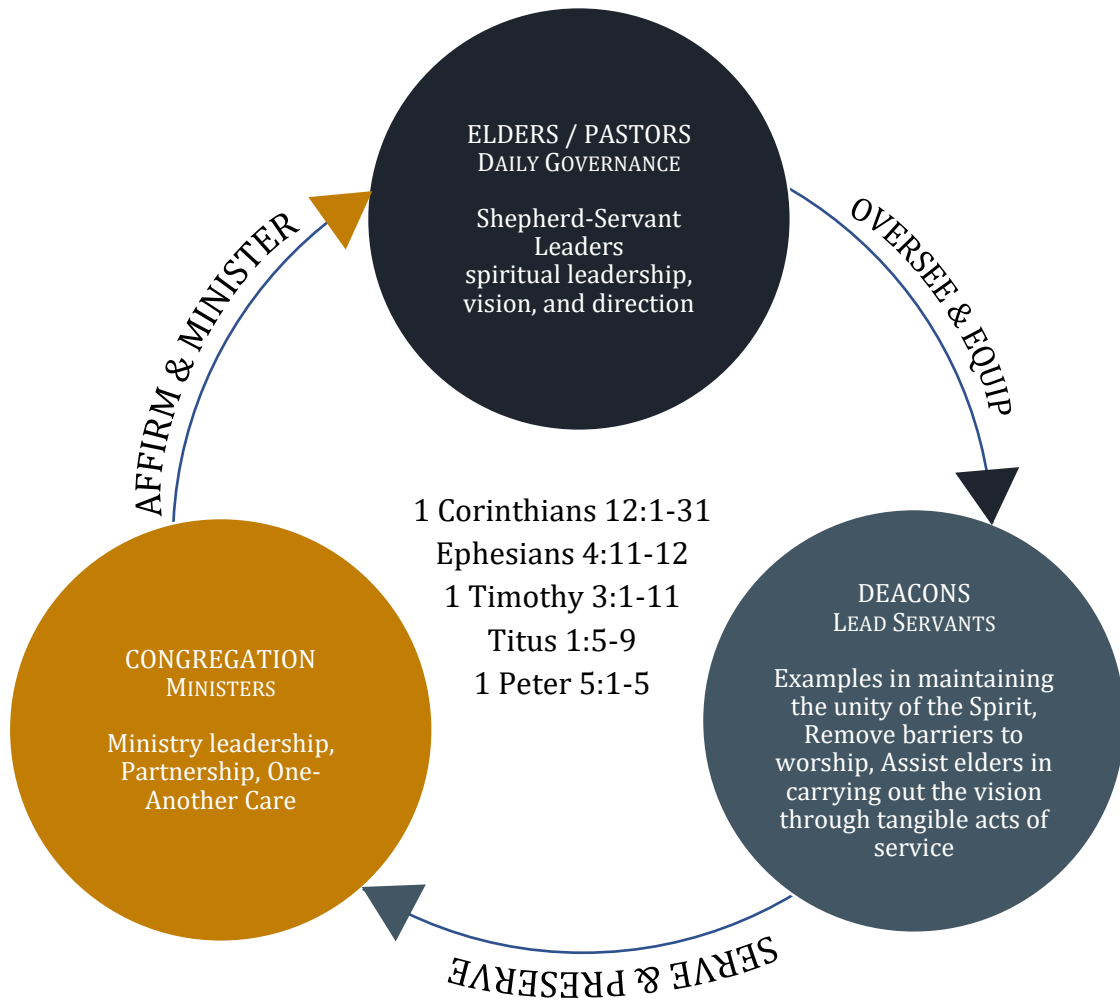 ELDERS / PASTORS
DAILY GOVERNANCE
Shepherd-Servant
Leaders
spiritual leadership,
vision, and direction
OVERSEE & EQUIP
DEACONS
LEAD SERVANTS
Examples in maintaining
the unity of the Spirit,
Remove barriers to
worship, Assist elders in
carrying out the vision
through tangible acts of
service
SERVE & PRESERVE
CONGREGATION
MINISTERS
Ministry leadership,
Partnership, One-
Another Care
AFFIRM & MINISTER
1 Corinthians 12:1-31
Ephesians 4:11-12
1 Timothy 3:1-11
Titus 1:5-9
1 Peter 5:1-5